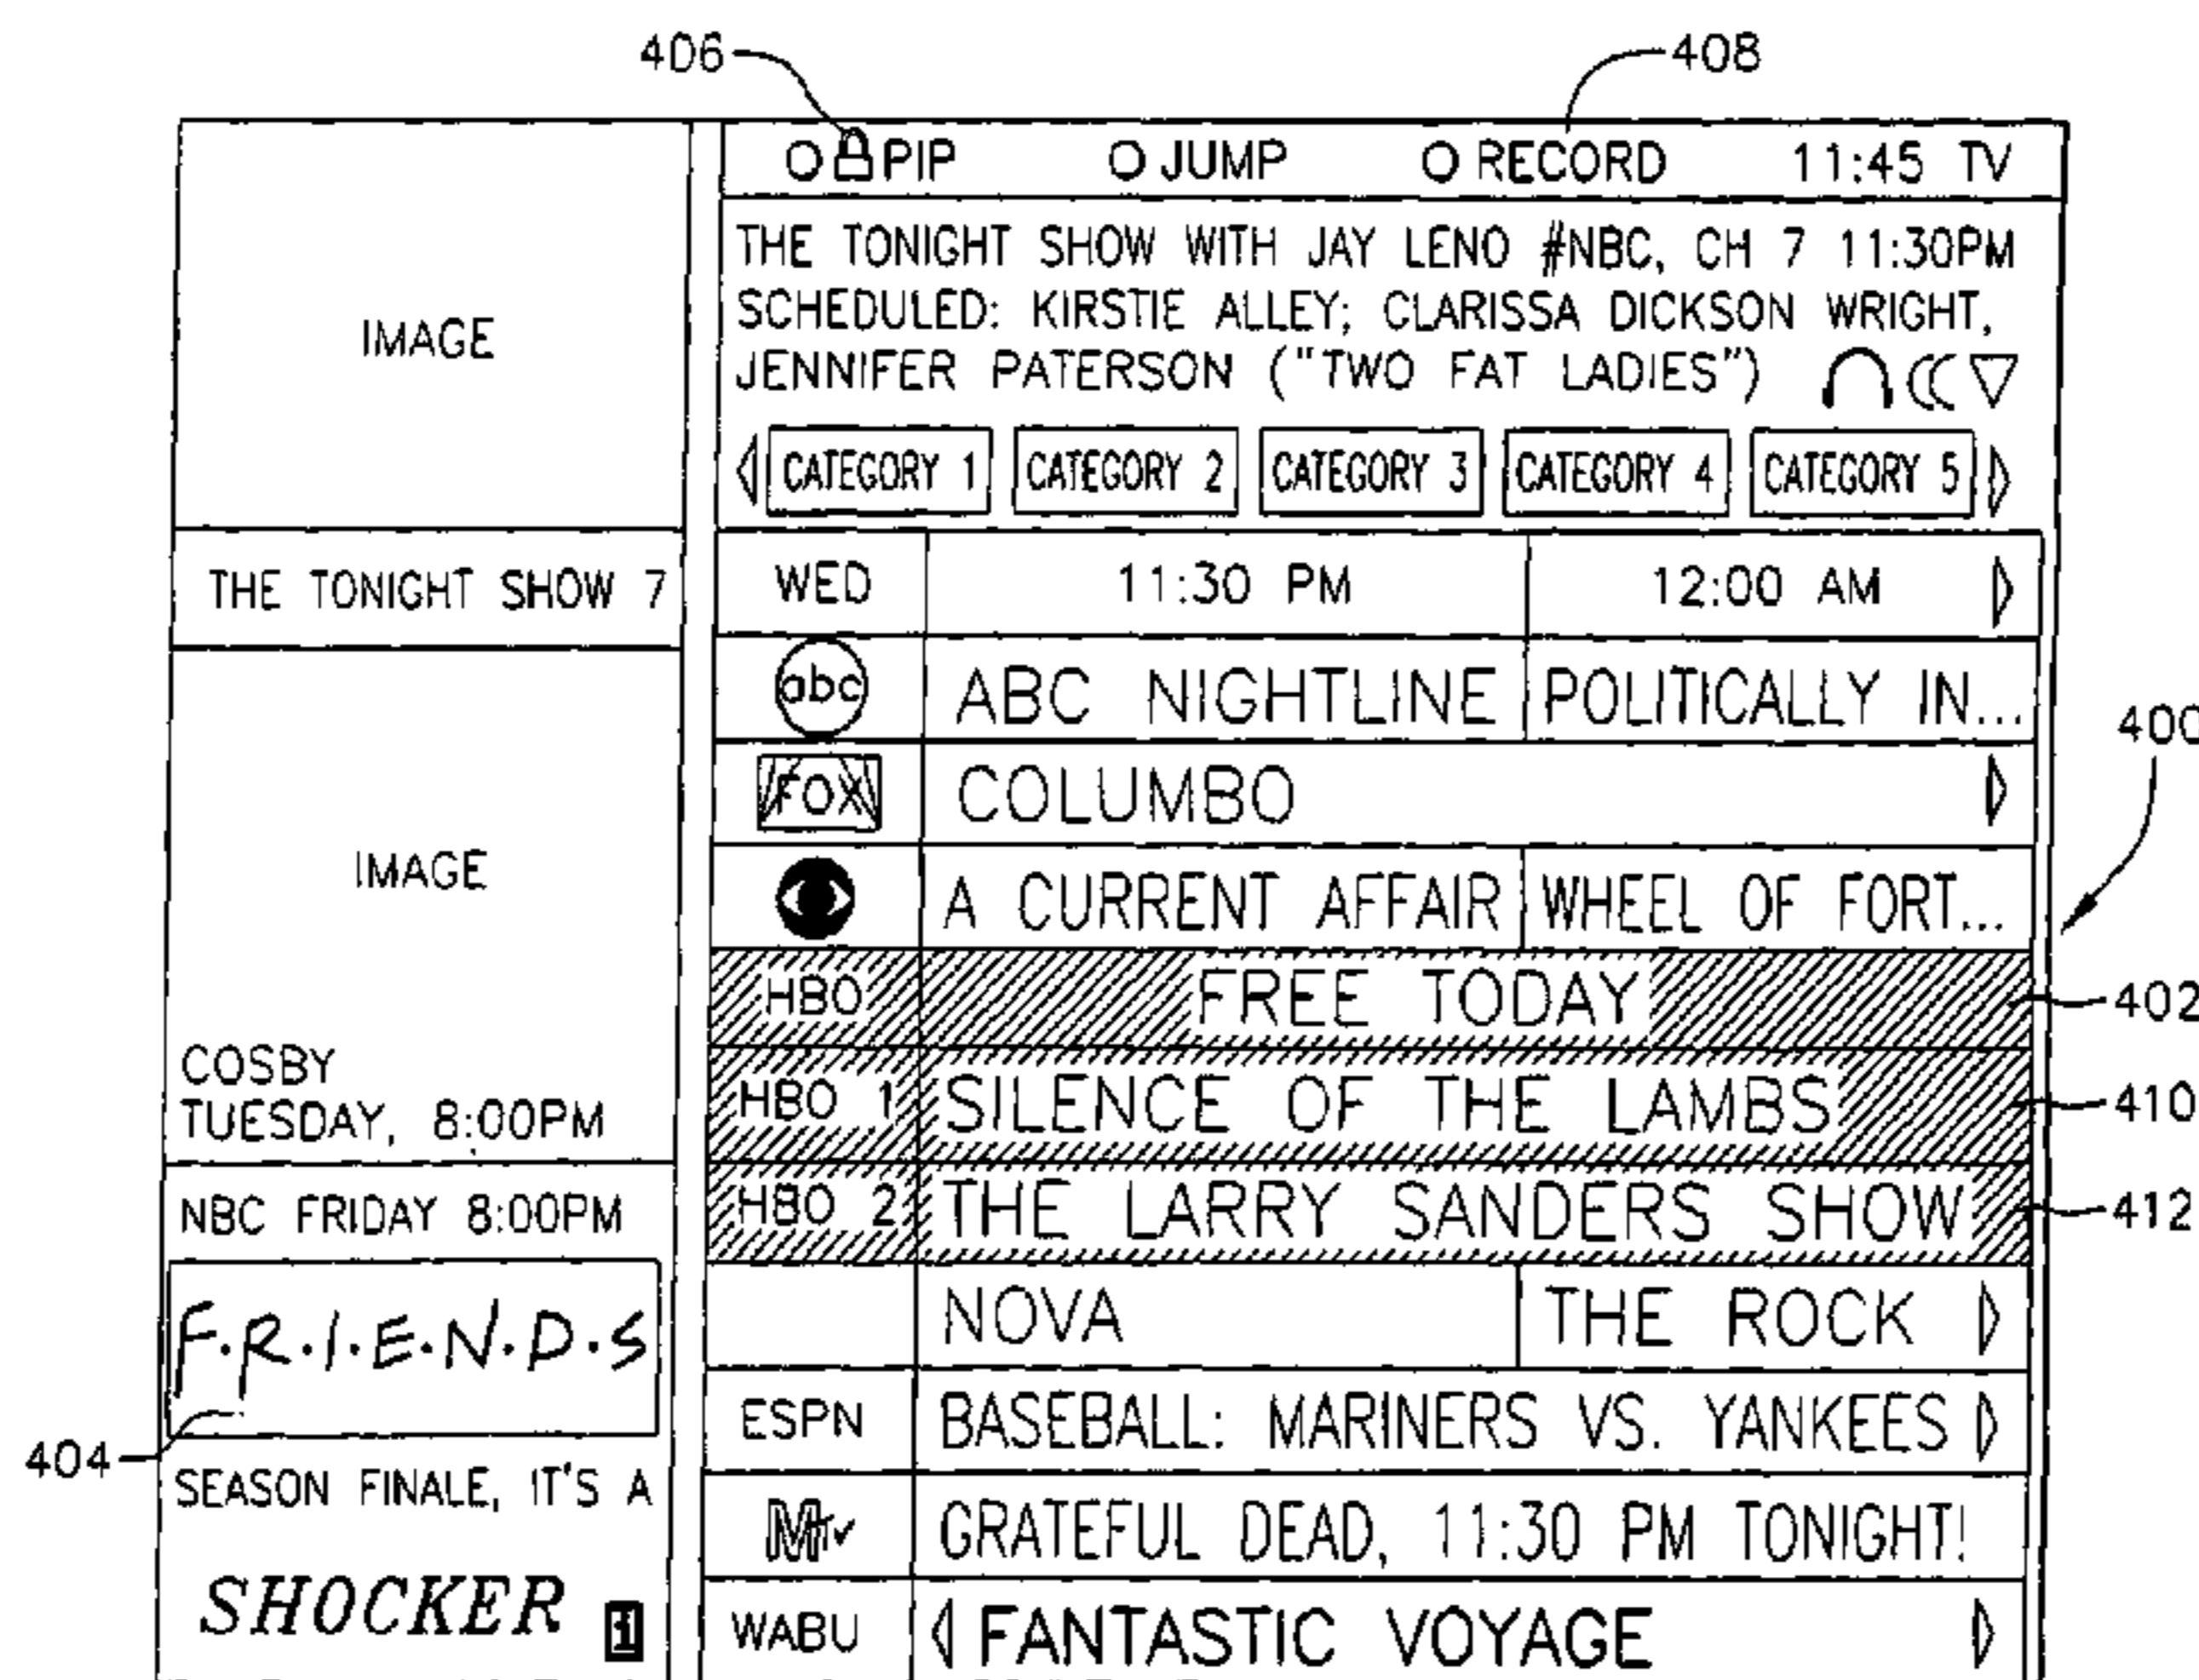 406
408
PIP JUMP RECORD 11:45 TV
THE TONIGHT SHOW WITH JAY LENO #NBC, CH 7 11:30PM
SCHEDULED: KIRSTIE ALLEY; CLARISSA DICKSON WRIGHT,
JENNIFER PATERSON ("TWO FAT LADIES")
CATEGORY 1 CATEGORY 2 CATEGORY 3 CATEGORY 4 CATEGORY 5
IMAGE
THE TONIGHT SHOW 7
IMAGE
COSBY
TUESDAY, 8:00PM
NBC FRIDAY 8:00PM
F·R·I·E·N·D·S
404
SEASON FINALE, IT'S A
SHOCKER i
WED 11:30 PM 12:00 AM
abc ABC NIGHTLINE POLITICALLY IN...
400
FOX COLUMBO
A CURRENT AFFAIR WHEEL OF FORT...
HBO FREE TODAY 402
HBO 1 SILENCE OF THE LAMBS 410
HBO 2 THE LARRY SANDERS SHOW 412
NOVA THE ROCK
ESPN BASEBALL: MARINERS VS. YANKEES
MTV GRATEFUL DEAD, 11:30 PM TONIGHT!
WABU FANTASTIC VOYAGE